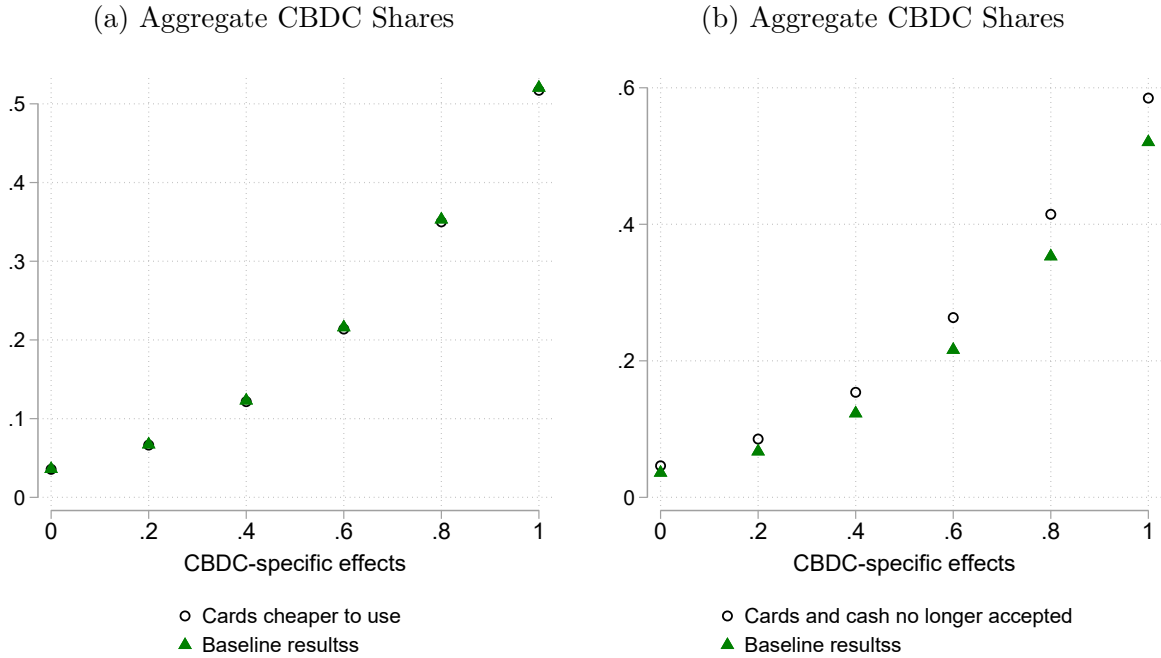 (a) Aggregate CBDC Shares
.5
.4
.3
.2
.1
0
0 .2 .4 .6 .8 1
CBDC-specific effects
Cards cheaper to use
Baseline resultss
(b) Aggregate CBDC Shares
.6
.4
.2
0
0 .2 .4 .6 .8 1
CBDC-specific effects
Cards and cash no longer accepted
Baseline resultss